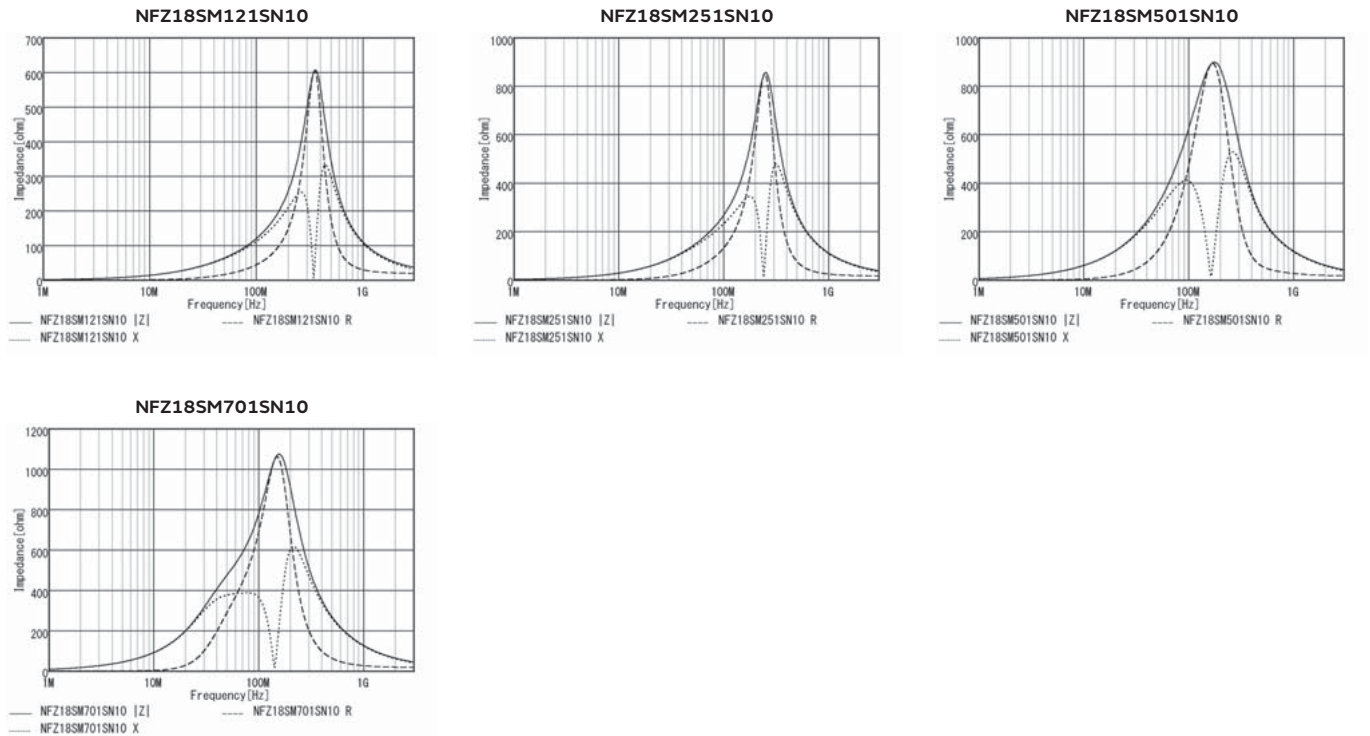 NFZ18SM121SN10
700
600
500
400
300
200
100
0
Impedance[ohm]
1M 10M 100M 1G
Frequency[Hz]
NFZ18SM121SN10 |Z| NFZ18SM121SN10 R
NFZ18SM121SN10 X
NFZ18SM251SN10
1000
800
600
400
200
0
Impedance[ohm]
1M 10M 100M 1G
Frequency[Hz]
NFZ18SM251SN10 |Z| NFZ18SM251SN10 R
NFZ18SM251SN10 X
NFZ18SM501SN10
1000
800
600
400
200
0
Impedance[ohm]
1M 10M 100M 1G
Frequency[Hz]
NFZ18SM501SN10 |Z| NFZ18SM501SN10 R
NFZ18SM501SN10 X
NFZ18SM701SN10
1200
1000
800
600
400
200
0
Impedance[ohm]
1M 10M 100M 1G
Frequency[Hz]
NFZ18SM701SN10 |Z| NFZ18SM701SN10 R
NFZ18SM701SN10 X